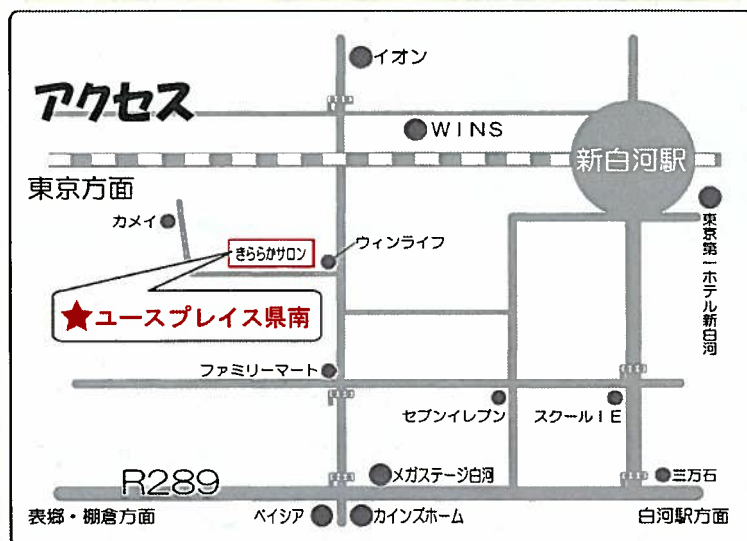 アクセス
イオン
WINS
新白河駅
東京方面
カメイ
きららかサロン
ウィンライフ
東京第一ホテル新白河
★ユースプレイス県南
ファミリーマート
セブンイレブン
スクールIE
R289
メガステージ白河
三万石
表郷・棚倉方面
ベイシア
カインズホーム
白河駅方面